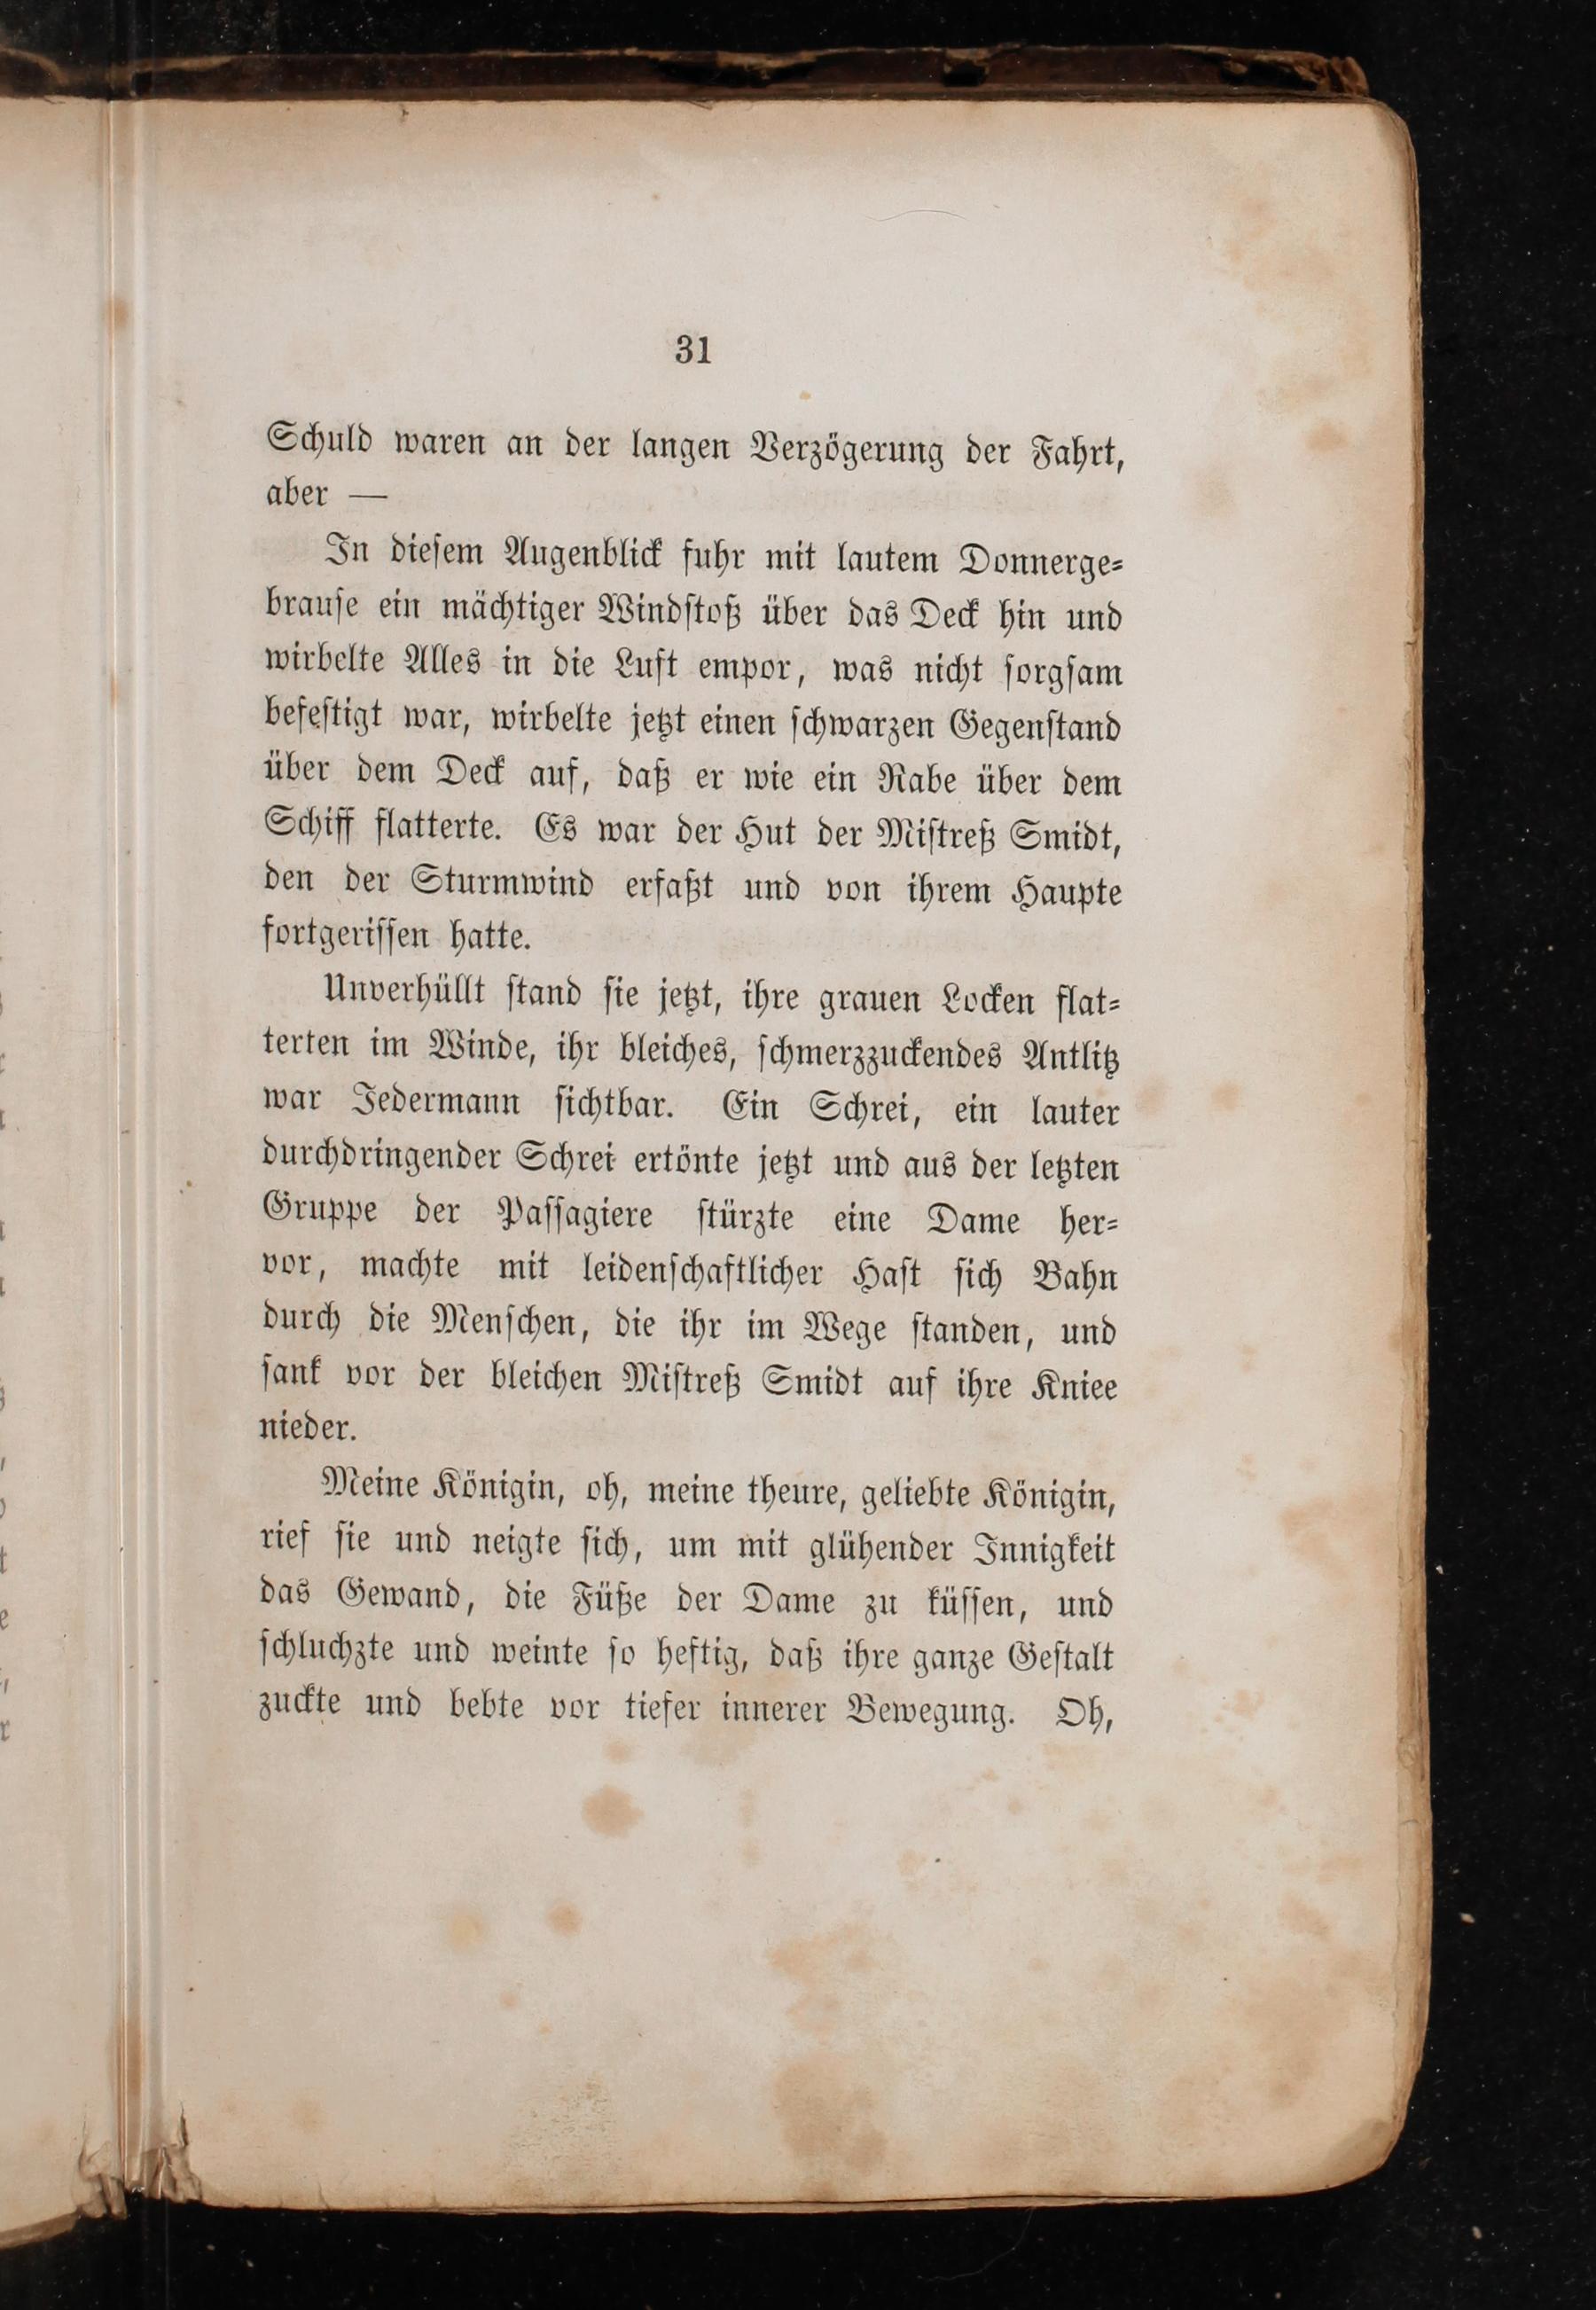 31
Schuld waren an der langen Verzögerung der Fahrt,
aber —
In dieſem Augenblick fuhr mit lautem Donnerge⸗
brauſe ein mächtiger Windſtoß über das Deck hin und
wirbelte Alles in die Luft empor, was nicht ſorgſam
befeſtigt war, wirbelte jetzt einen ſchwarzen Gegenſtand
über dem Deck auf, daß er wie ein Rabe über dem
Schiff flatterte. Es war der Hut der Miſtreß Smidt,
den der Sturmwind erfaßt und von ihrem Haupte
fortgeriſſen hatte.
Unverhüllt ſtand ſie jetzt, ihre grauen Locken flat⸗
terten im Winde, ihr bleiches, ſchmerzzuckendes Antlitz
war Jedermann ſichtbar. Ein Schrei, ein lauter
durchdringender Schrei ertönte jetzt und aus der letzten
Gruppe der Paſſagiere ſtürzte eine Dame her⸗
vor, machte mit leidenſchaftlicher Haſt ſich Bahn
durch die Menſchen, die ihr im Wege ſtanden, und
ſank vor der bleichen Miſtreß Smidt auf ihre Kniee
nieder.
Meine Königin, oh, meine theure, geliebte Königin,
rief ſie und neigte ſich, um mit glühender Innigkeit
das Gewand, die Füße der Dame zu küſſen, und
ſchluchzte und weinte ſo heftig, daß ihre ganze Geſtalt
zuckte und bebte vor tiefer innerer Bewegung. Oh,